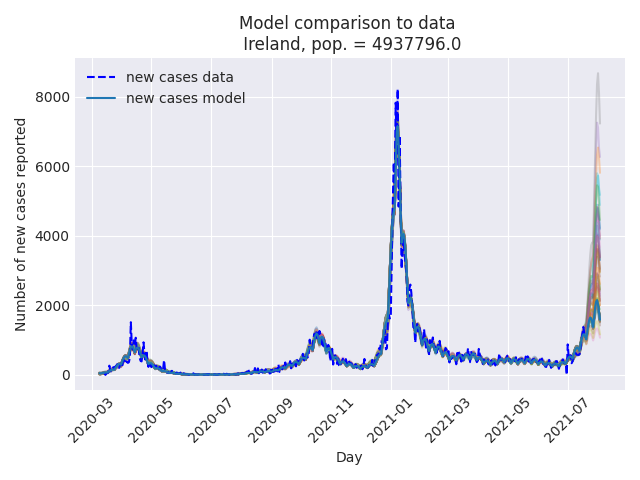 Model comparison to data
Ireland, pop. = 4937796.0
new cases data
new cases model
Number of new cases reported
8000
6000
4000
2000
0
2020-03
2020-05
2020-07
2020-09
2020-11
2021-01
2021-03
2021-05
2021-07
Day